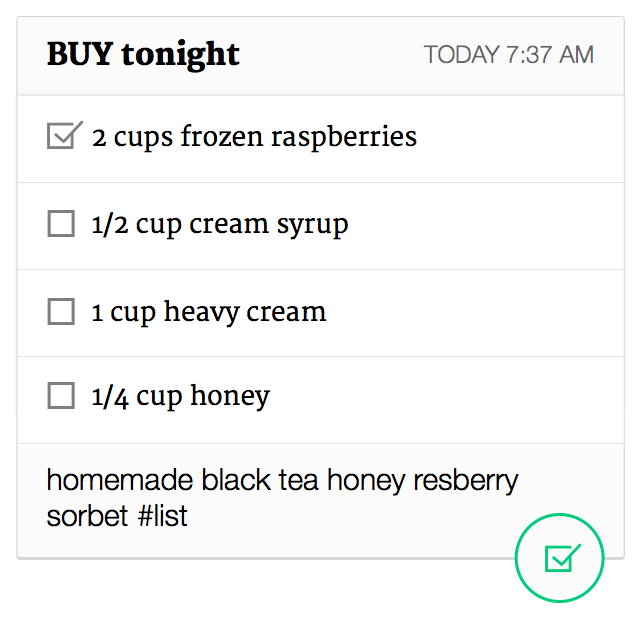 BUY tonight
TODAY 7:37 AM
2 cups frozen raspberries
1/2 cup cream syrup
1 cup heavy cream
1/4 cup honey
homemade black tea honey resberry
sorbet #list